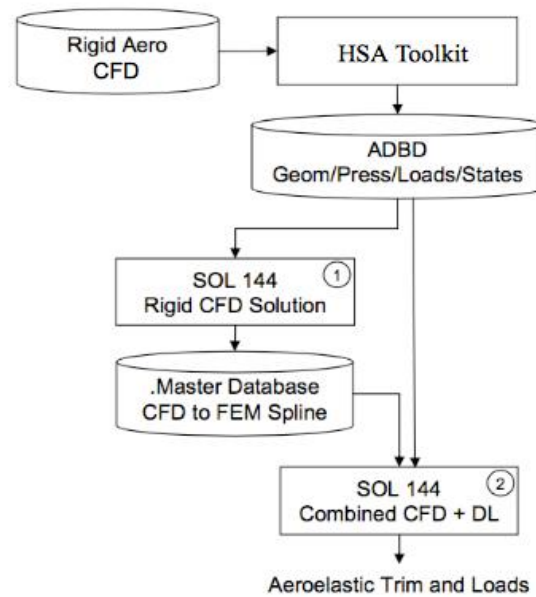 Rigid Aero
CFD
HSA Toolkit
ADBD
Geom/Press/Loads/States
1
SOL 144
Rigid CFD Solution
.Master Database
CFD to FEM Spline
2
SOL 144
Combined CFD + DL
Aeroelastic Trim and Loads